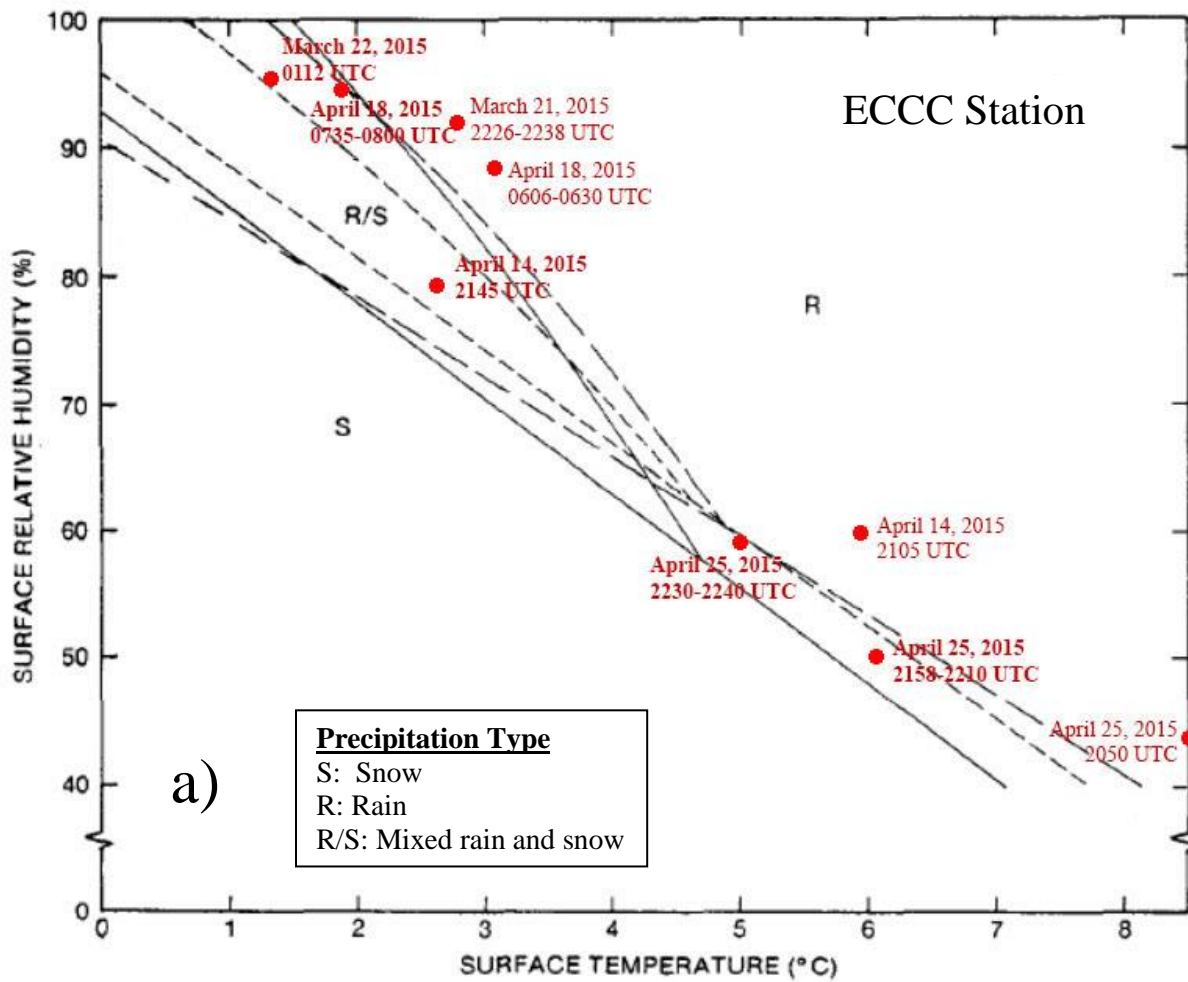 100
90
80
70
60
50
40
0
SURFACE RELATIVE HUMIDITY (%)
March 22, 2015
0112 UTC
April 18, 2015
0735-0800 UTC
March 21, 2015
2226-2238 UTC
ECCC Station
April 18, 2015
0606-0630 UTC
R/S
April 14, 2015
2145 UTC
R
S
April 14, 2015
2105 UTC
April 25, 2015
2230-2240 UTC
April 25, 2015
2158-2210 UTC
April 25, 2015
2050 UTC
a)
Precipitation Type
S: Snow
R: Rain
R/S: Mixed rain and snow
0 1 2 3 4 5 6 7 8
SURFACE TEMPERATURE (°C)